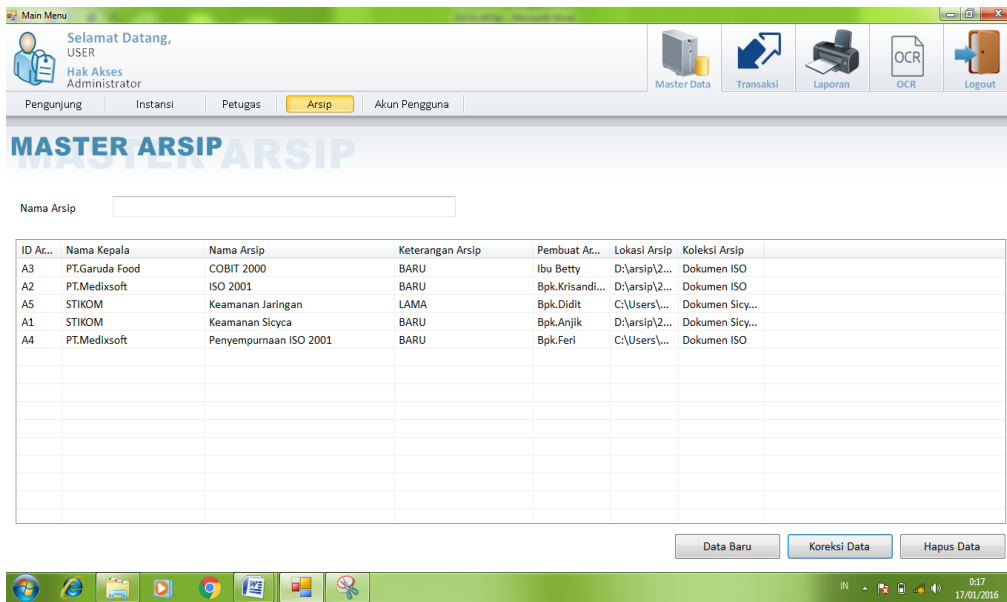 Main Menu
Selamat Datang,
USER
Hak Akses
Administrator
Master Data
Transaksi
Laporan
OCR
OCR
Logout
Pengunjung Instansi Petugas Arsip Akun Pengguna
MASTER ARSIP
Nama Arsip
ID Ar... Nama Kepala Nama Arsip Keterangan Arsip Pembuat Ar... Lokasi Arsip Koleksi Arsip
A3 PT.Garuda Food COBIT 2000 BARU Ibu Betty D:\arsip\2... Dokumen ISO
A2 PT.Medixsoft ISO 2001 BARU Bpk.Krisandi... D:\arsip\2... Dokumen ISO
A5 STIKOM Keamanan Jaringan LAMA Bpk.Didit C:\Users\... Dokumen Sicy...
A1 STIKOM Keamanan Sicyca BARU Bpk.Anjik D:\arsip\2... Dokumen Sicy...
A4 PT.Medixsoft Penyempurnaan ISO 2001 BARU Bpk.Feri C:\Users\... Dokumen ISO
Data Baru Koreksi Data Hapus Data
IN 0:17
17/01/2016